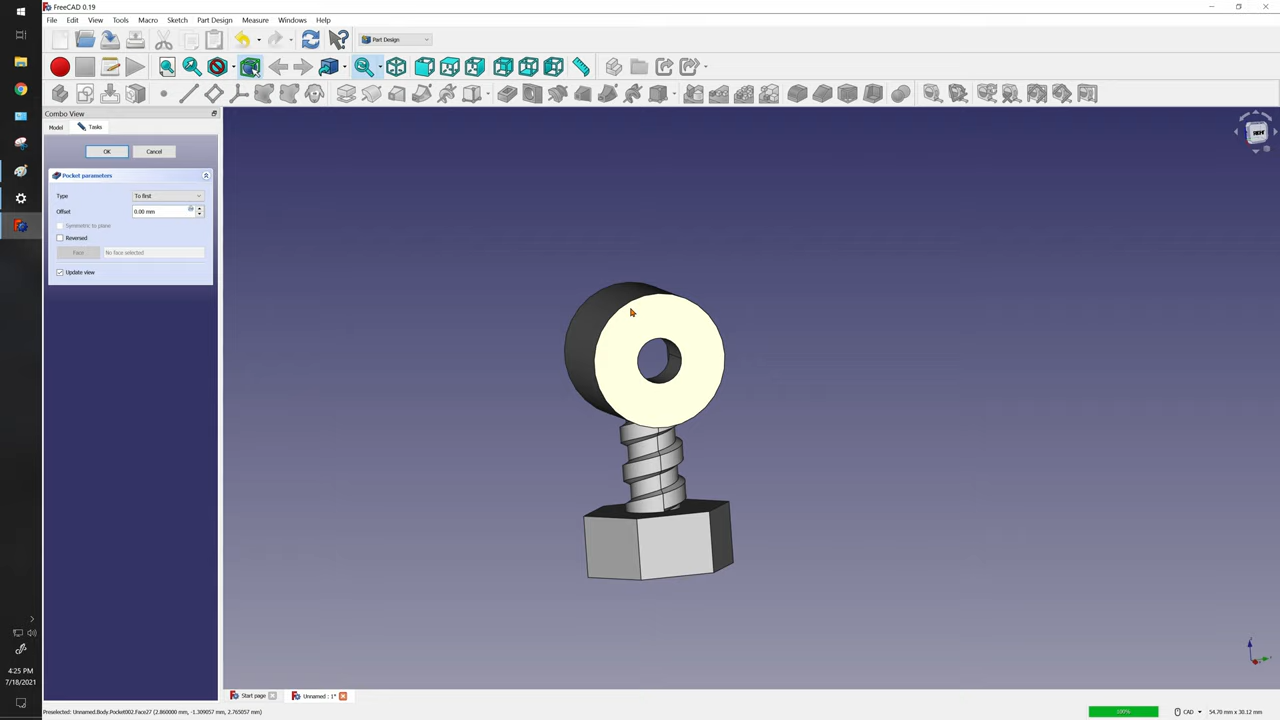 FreeCAD 0.19
File Edit View Tools Macro Sketch Part Design Measure Windows Help
Part Design
Combo View
Model Tasks
OK Cancel
Pocket parameters
Type To first
Offset 0.00 mm
Symmetric to plane
Reversed
Face No face selected
Update view
4:25 PM
7/18/2021
Start page Unnamed : 1*
Preselected: Unnamed.Body.Pocket002.Face27 (2.860000 mm, -1.309057 mm, 2.765057 mm)
100% CAD 54.70 mm x 30.12 mm